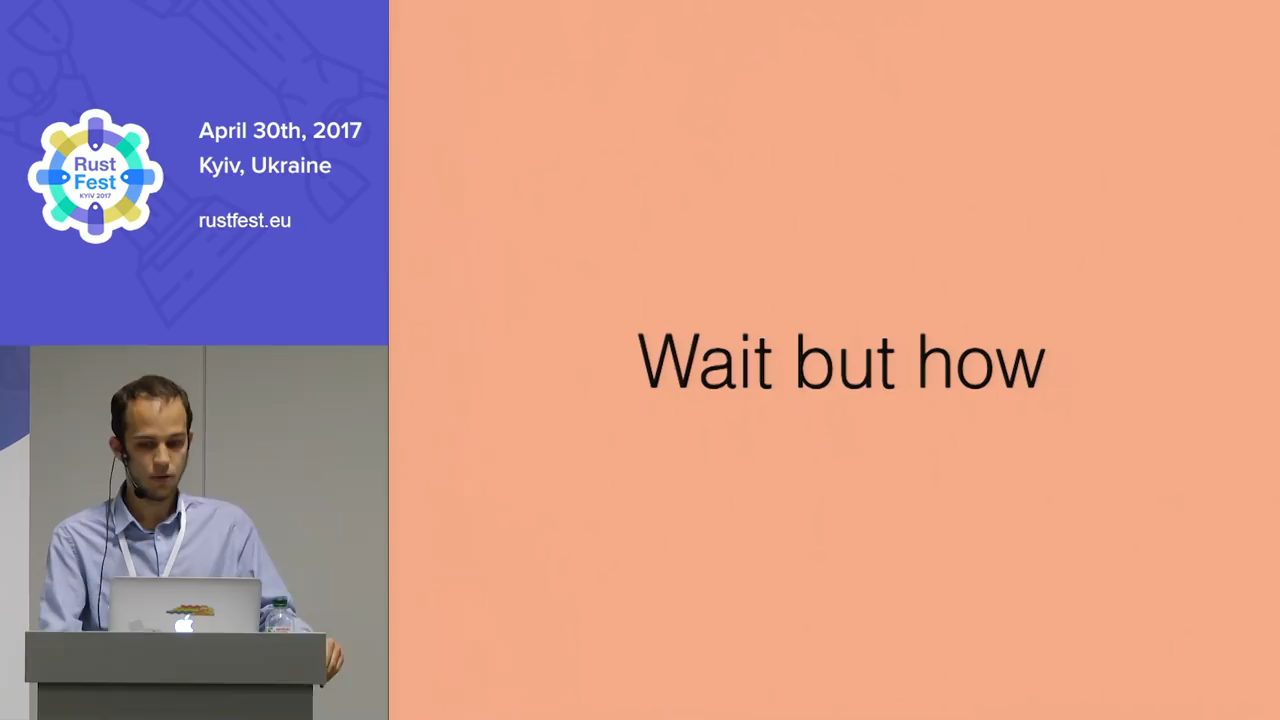 Rust
Fest
KYIV 2017
April 30th, 2017
Kyiv, Ukraine
rustfest.eu
Wait but how